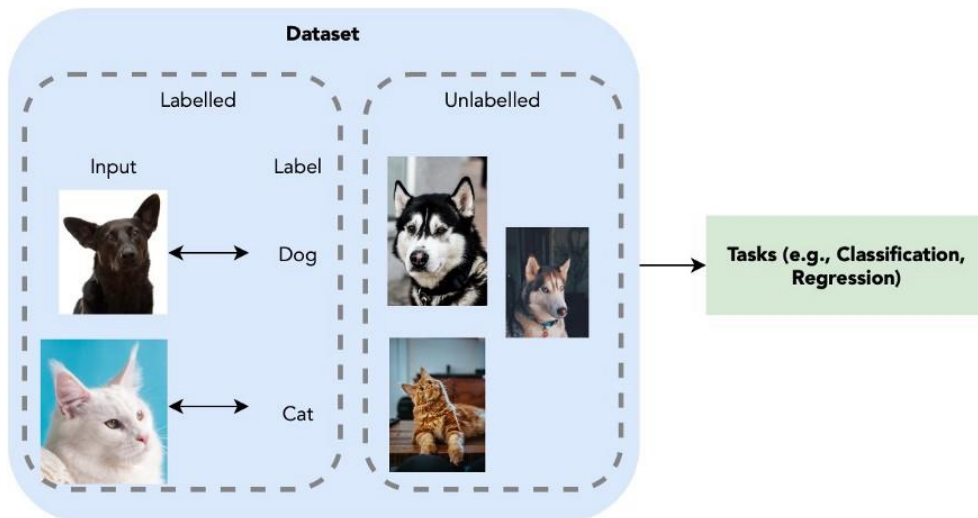 Dataset
Labelled
Unlabelled
Input
Label
Dog
Cat
Tasks (e.g., Classification,
Regression)